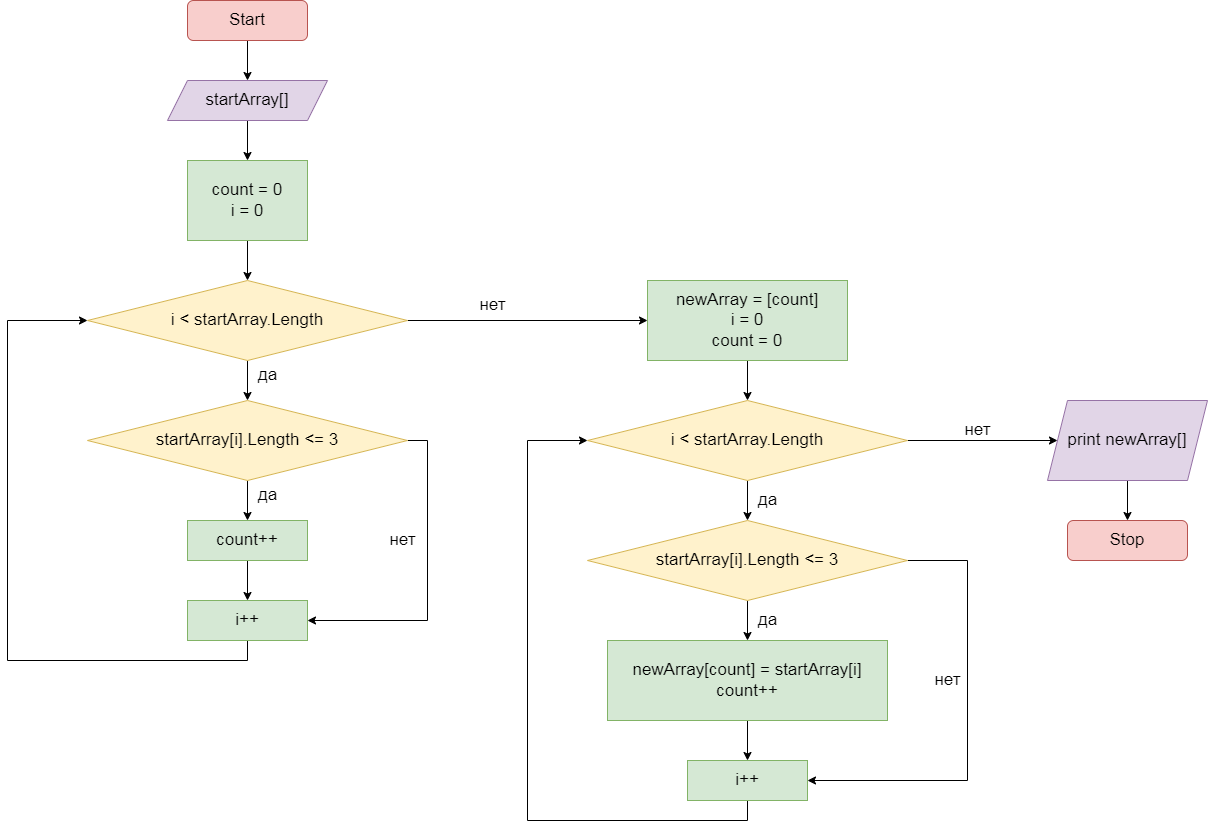 Start
startArray[]
count = 0
i = 0
i < startArray.Length
да
нет
startArray[i].Length <= 3
да
нет
count++
i++
newArray = [count]
i = 0
count = 0
i < startArray.Length
да
нет
startArray[i].Length <= 3
да
нет
newArray[count] = startArray[i]
count++
i++
print newArray[]
Stop